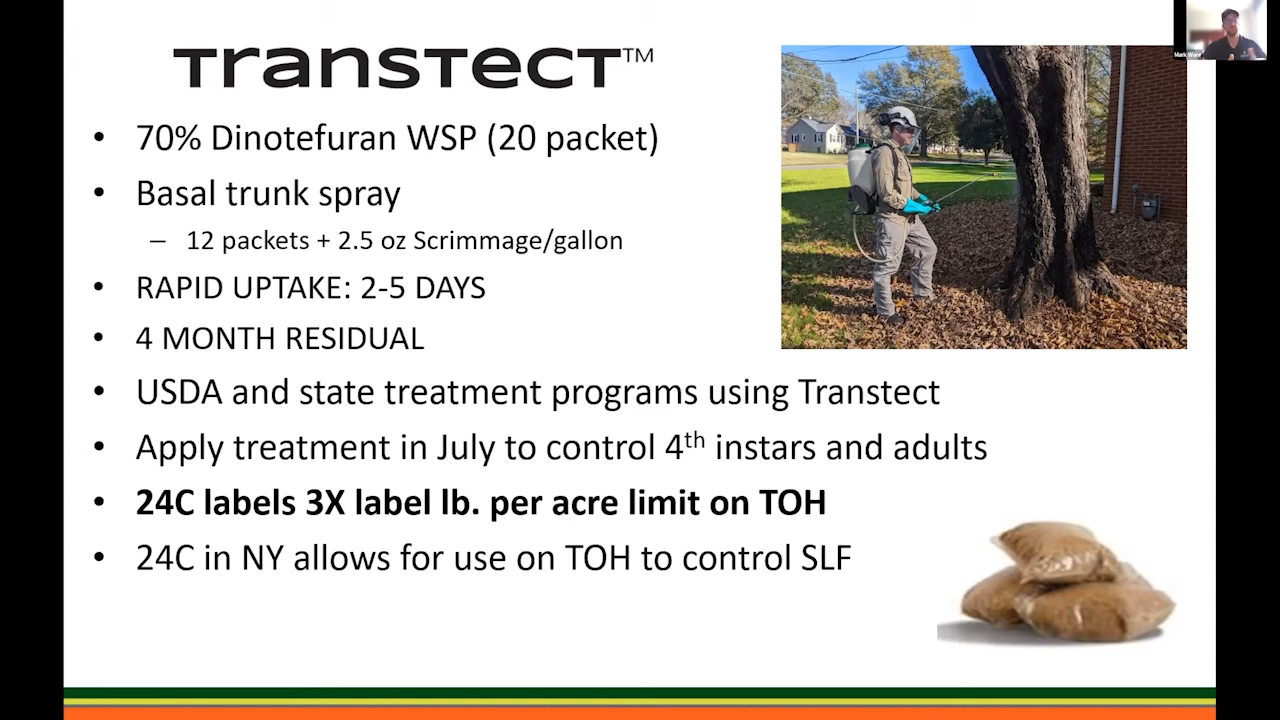 TRANSTECT™
• 70% Dinotefuran WSP (20 packet)
• Basal trunk spray
– 12 packets + 2.5 oz Scrimmage/gallon
• RAPID UPTAKE: 2-5 DAYS
• 4 MONTH RESIDUAL
• USDA and state treatment programs using Transtect
• Apply treatment in July to control 4th instars and adults
• 24C labels 3X label lb. per acre limit on TOH
• 24C in NY allows for use on TOH to control SLF
Mark Ware